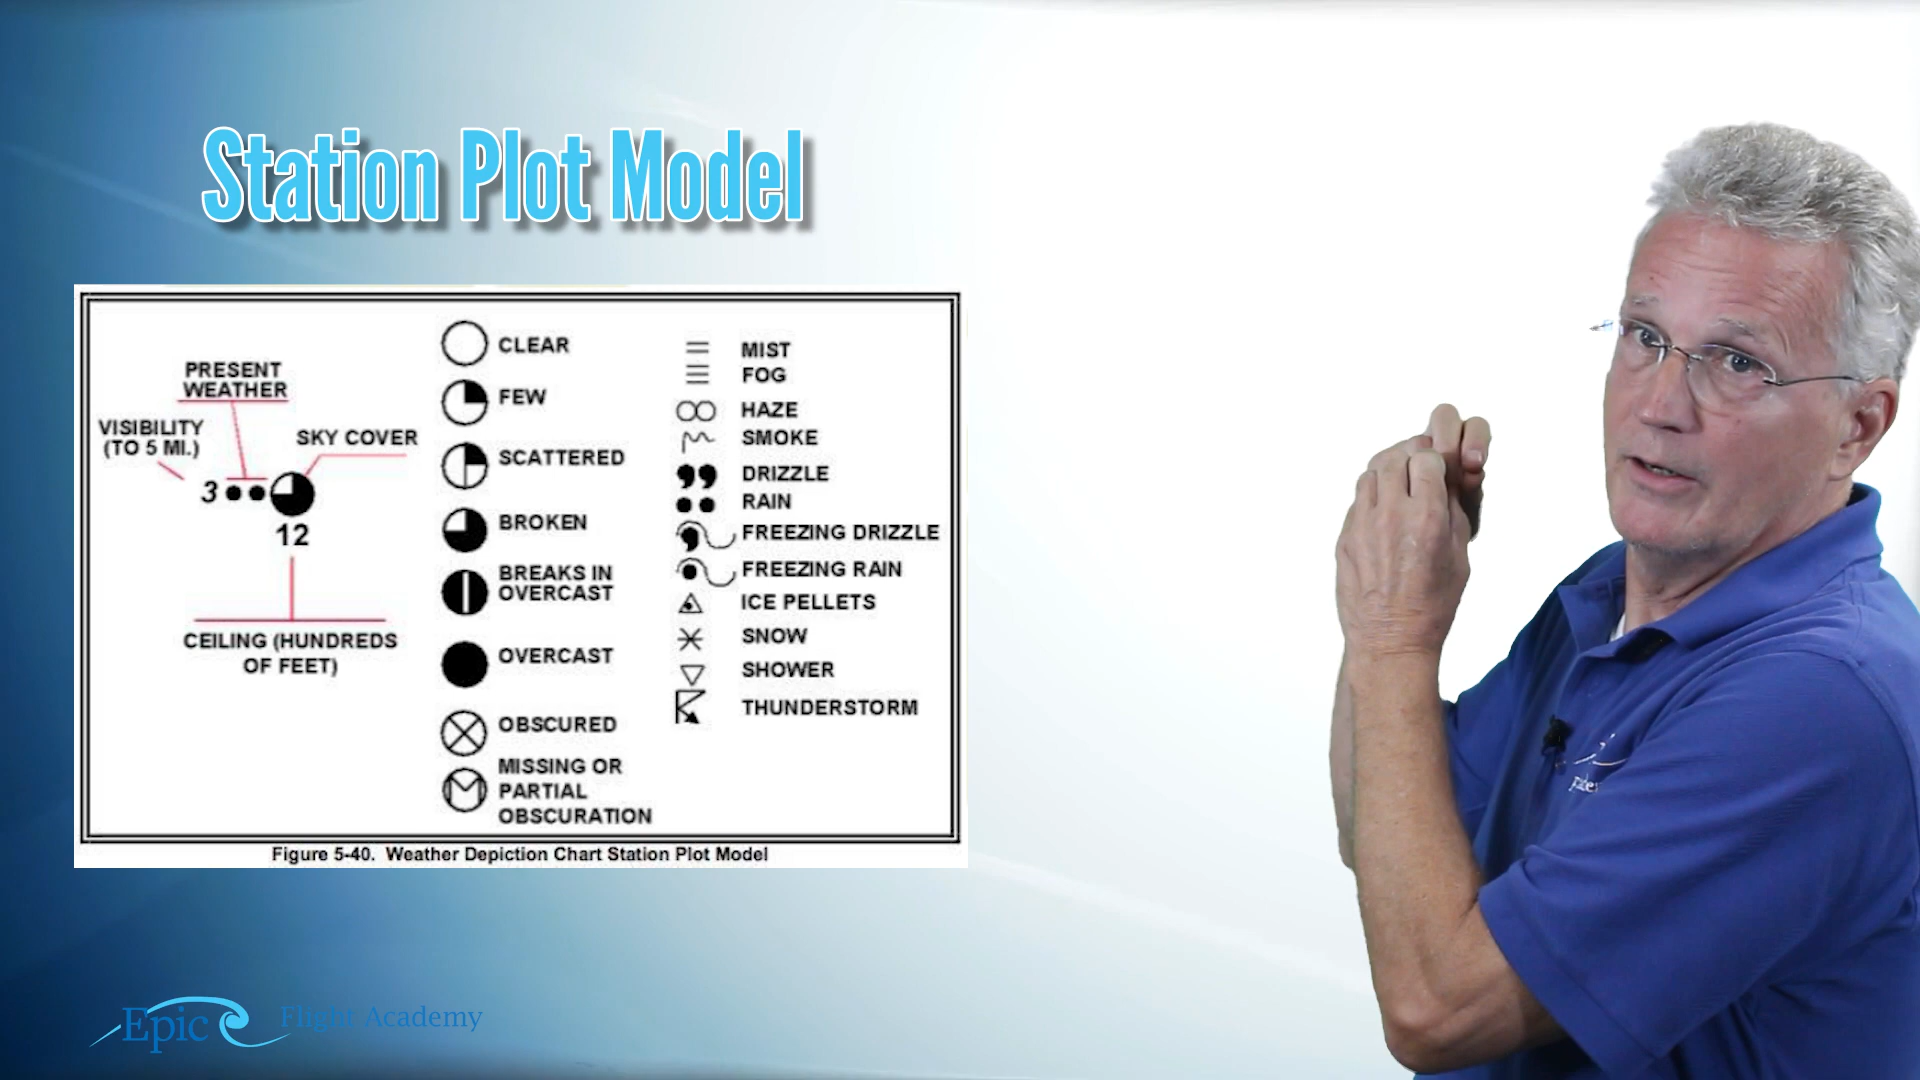 Station Plot Model
PRESENT
WEATHER
VISIBILITY
(TO 5 MI.)
SKY COVER
3
12
CEILING (HUNDREDS
OF FEET)
CLEAR
FEW
SCATTERED
BROKEN
BREAKS IN
OVERCAST
OVERCAST
OBSCURED
MISSING OR
PARTIAL
OBSCURATION
MIST
FOG
HAZE
SMOKE
DRIZZLE
RAIN
FREEZING DRIZZLE
FREEZING RAIN
ICE PELLETS
SNOW
SHOWER
THUNDERSTORM
Figure 5-40. Weather Depiction Chart Station Plot Model
Epic Flight Academy